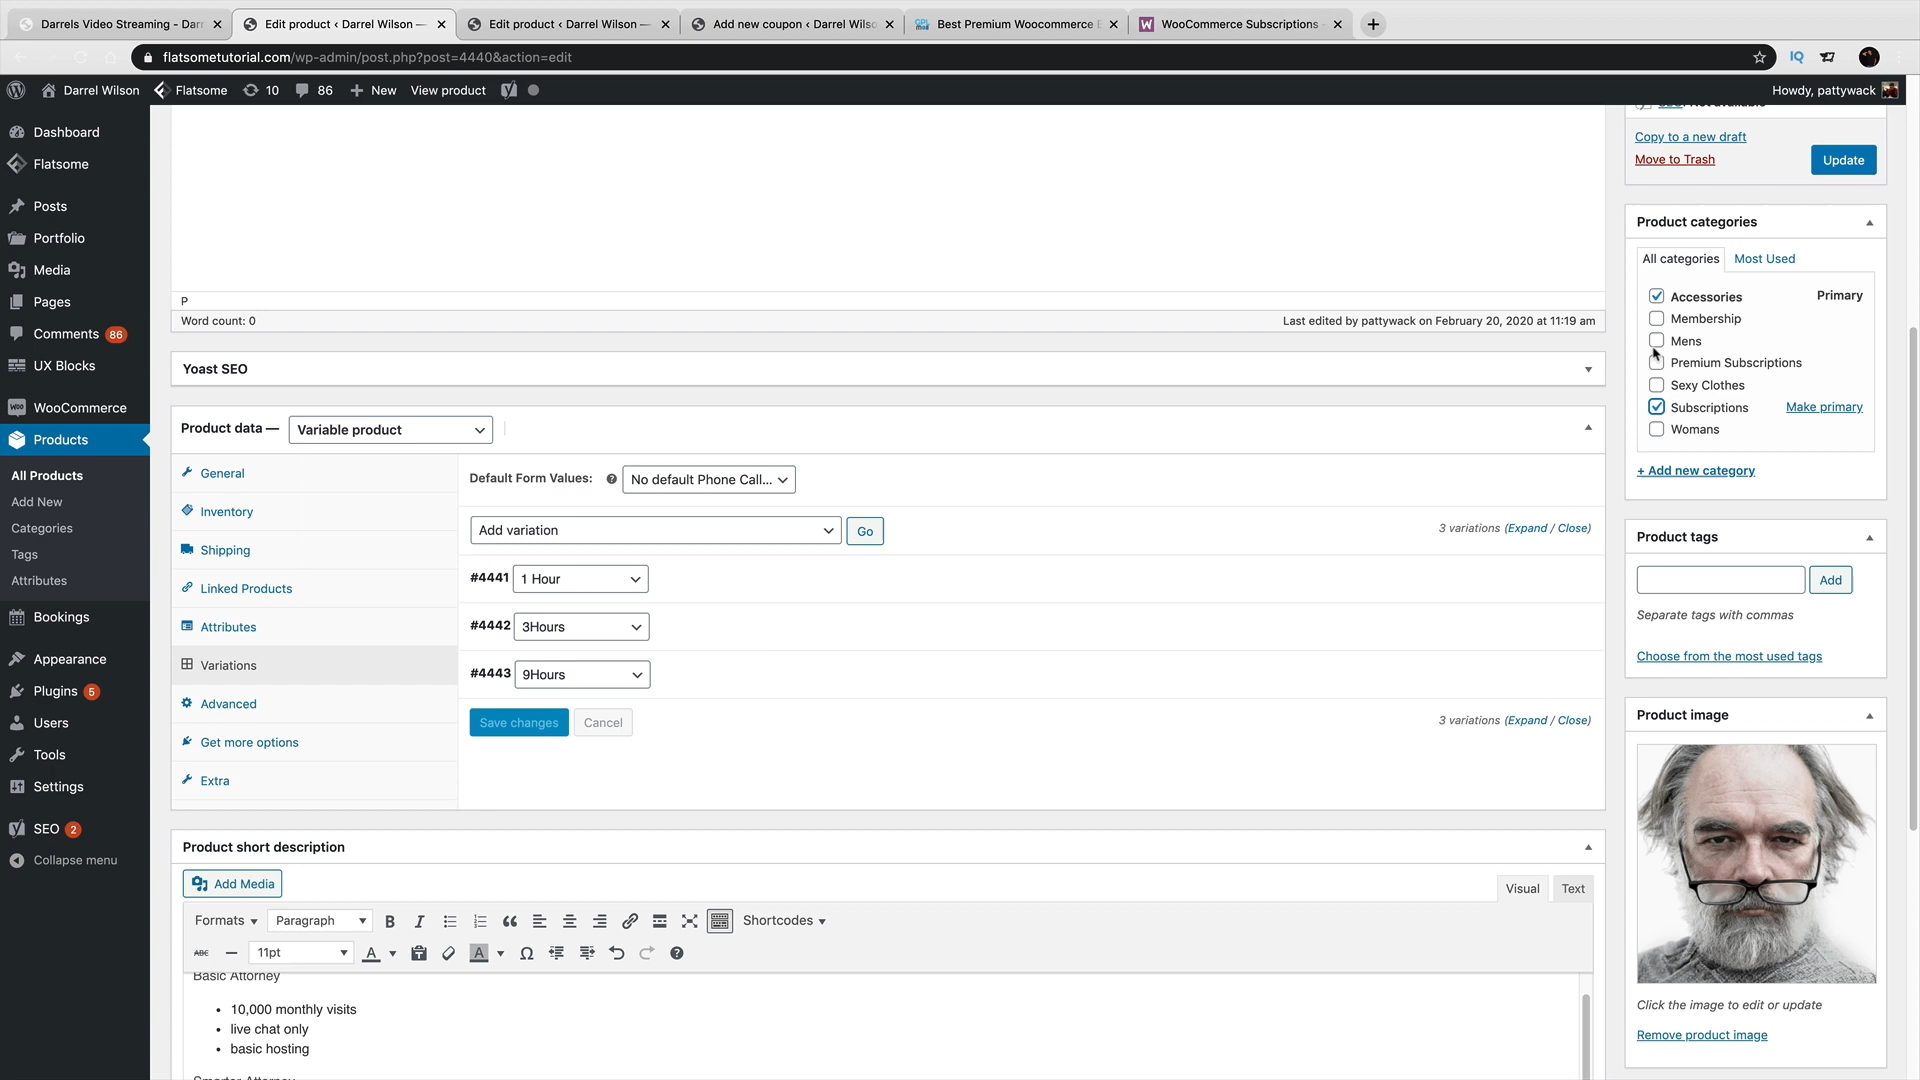 Darrels Video Streaming - Darr
Edit product ‹ Darrel Wilson —
Edit product ‹ Darrel Wilson —
Add new coupon ‹ Darrel Wilso
Best Premium Woocommerce E
WooCommerce Subscriptions -
flatsometutorial.com/wp-admin/post.php?post=4440&action=edit
IQ
Darrel Wilson
Flatsome
10
86
New
View product
Howdy, pattywack
Dashboard
Flatsome
Posts
Portfolio
Media
Pages
Comments 86
UX Blocks
WooCommerce
Products
All Products
Add New
Categories
Tags
Attributes
Bookings
Appearance
Plugins 5
Users
Tools
Settings
SEO 2
Collapse menu
P
Word count: 0
Last edited by pattywack on February 20, 2020 at 11:19 am
Yoast SEO
Product data —
Variable product
General
Inventory
Shipping
Linked Products
Attributes
Variations
Advanced
Get more options
Extra
Default Form Values:
No default Phone Call...
Add variation
Go
3 variations (Expand / Close)
#4441 1 Hour
#4442 3Hours
#4443 9Hours
Save changes
Cancel
3 variations (Expand / Close)
Product short description
Add Media
Visual
Text
Formats
Paragraph
Shortcodes
ABC
11pt
Basic Attorney
• 10,000 monthly visits
• live chat only
• basic hosting
Copy to a new draft
Move to Trash
Update
Product categories
All categories
Most Used
Accessories
Primary
Membership
Mens
Premium Subscriptions
Sexy Clothes
Subscriptions
Make primary
Womans
+ Add new category
Product tags
Add
Separate tags with commas
Choose from the most used tags
Product image
Click the image to edit or update
Remove product image